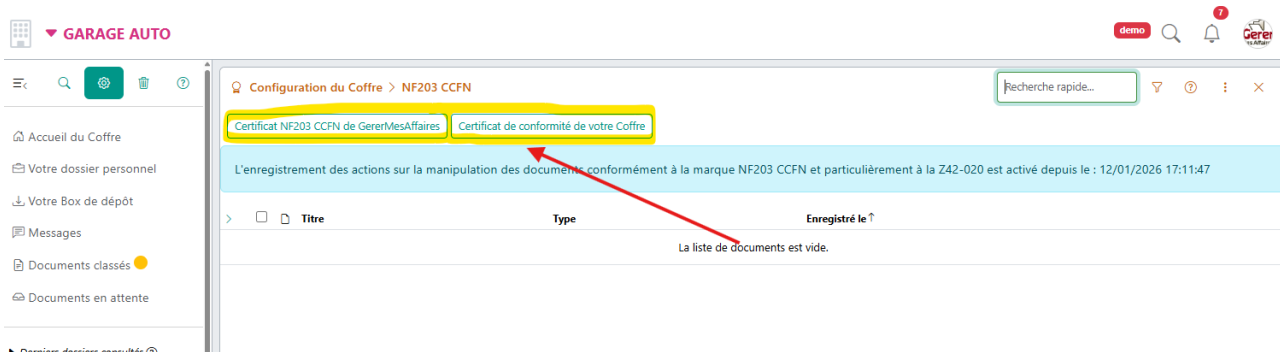 GARAGE AUTO
demo
7
Gerer
Configuration du Coffre > NF203 CCFN
Recherche rapide...
Certificat NF203 CCFN de GererMesAffaires
Certificat de conformité de votre Coffre
Accueil du Coffre
Votre dossier personnel
L'enregistrement des actions sur la manipulation des documents conformément à la marque NF203 CCFN et particulièrement à la Z42-020 est activé depuis le : 12/01/2026 17:11:47
Votre Box de dépôt
Titre Type Enregistré le↑
Messages
La liste de documents est vide.
Documents classés
Documents en attente
Derniers dossiers consultés